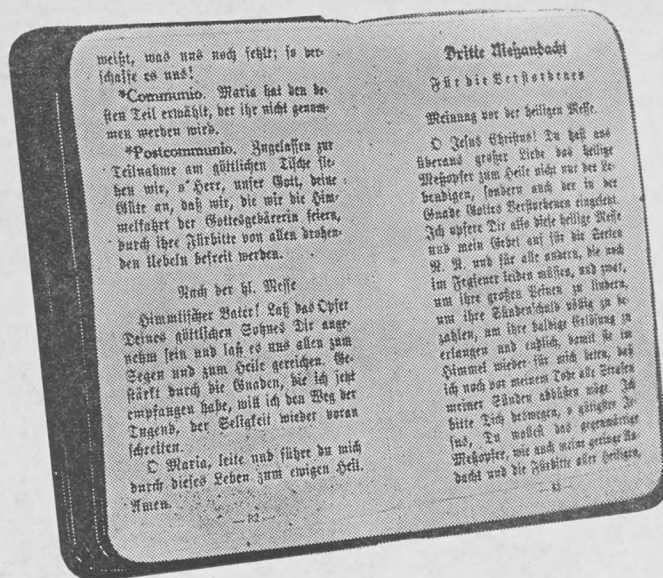 weißt, was uns noch fehlt; so ver-
schaffe es uns!
*Communio. Maria hat den be-
sten Teil erwählt, der ihr nicht genom-
men werden wird.
*Postcommunio. Zugelassen zur
Teilnahme am göttlichen Tische fle-
hen wir, o Herr, unser Gott, deine
Güte an, daß wir, die wir die Him-
melfahrt der Gottesgebärerin feiern,
durch ihre Fürbitte von allen drohen-
den Uebeln befreit werden.
Nach der hl. Messe
Himmlischer Vater! Laß das Opfer
Deines göttlichen Sohnes Dir ange-
nehm sein und laß es uns allen zum
Segen und zum Heile gereichen. Ge-
stärkt durch die Gnaden, die ich jetzt
empfangen habe, will ich den Weg der
Tugend, der Seligkeit wieder voran
schreiten.
O Maria, leite und führe du mich
durch dieses Leben zum ewigen Heil.
Amen.
— 82 —
Dritte Meßandacht
Für die Verstorbenen
Meinung vor der heiligen Messe.
O Jesus Christus! Du hast aus
überaus großer Liebe das heilige
Meßopfer zum Heile nicht nur der Le-
bendigen, sondern auch der in der
Gnade Gottes Verstorbenen eingesetzt.
Ich opfere Dir also diese heilige Messe
und mein Gebet auf für die Seelen
N. N. und für alle andern, die noch
im Fegfeuer leiden müssen, und zwar,
um ihre großen Peinen zu lindern,
um ihre Sündenschuld völlig zu be-
zahlen, um ihre baldige Erlösung zu
erlangen und endlich, damit sie im
Himmel wieder für mich beten, daß
ich noch vor meinem Tode alle Strafen
meiner Sünden abbüßen möge. Ich
bitte Dich deswegen, o gütigster Je-
sus, Du wollest das gegenwärtige
Meßopfer, wie auch meine geringe An-
dacht und die Fürbitte aller Heiligen,